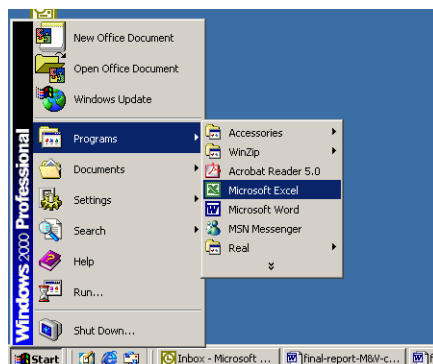 New Office Document
Open Office Document
Windows Update
Programs
Documents
Settings
Search
Help
Run...
Shut Down...
Windows 2000 Professional
Accessories
WinZip
Acrobat Reader 5.0
Microsoft Excel
Microsoft Word
MSN Messenger
Real
Start
Inbox - Microsoft ...
final-report-M&V-c...